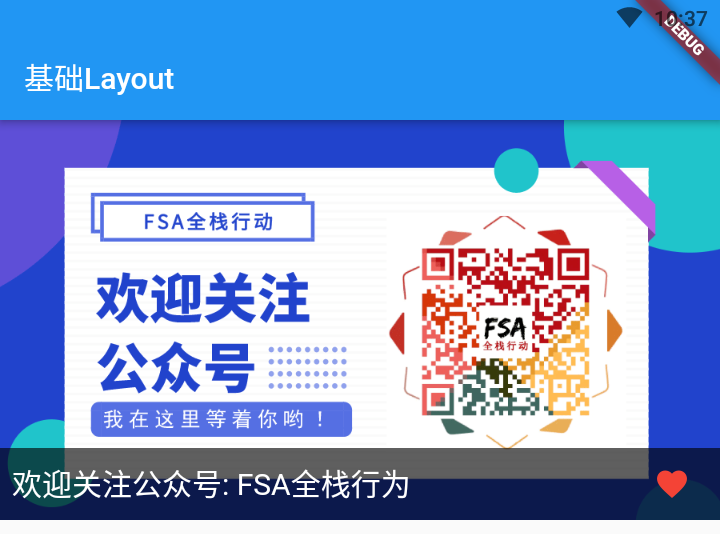 10:37
DEBUG
基础Layout
FSA全栈行动
欢迎关注
公众号
我在这里等着你哟！
FSA
全栈行动
欢迎关注公众号: FSA全栈行为